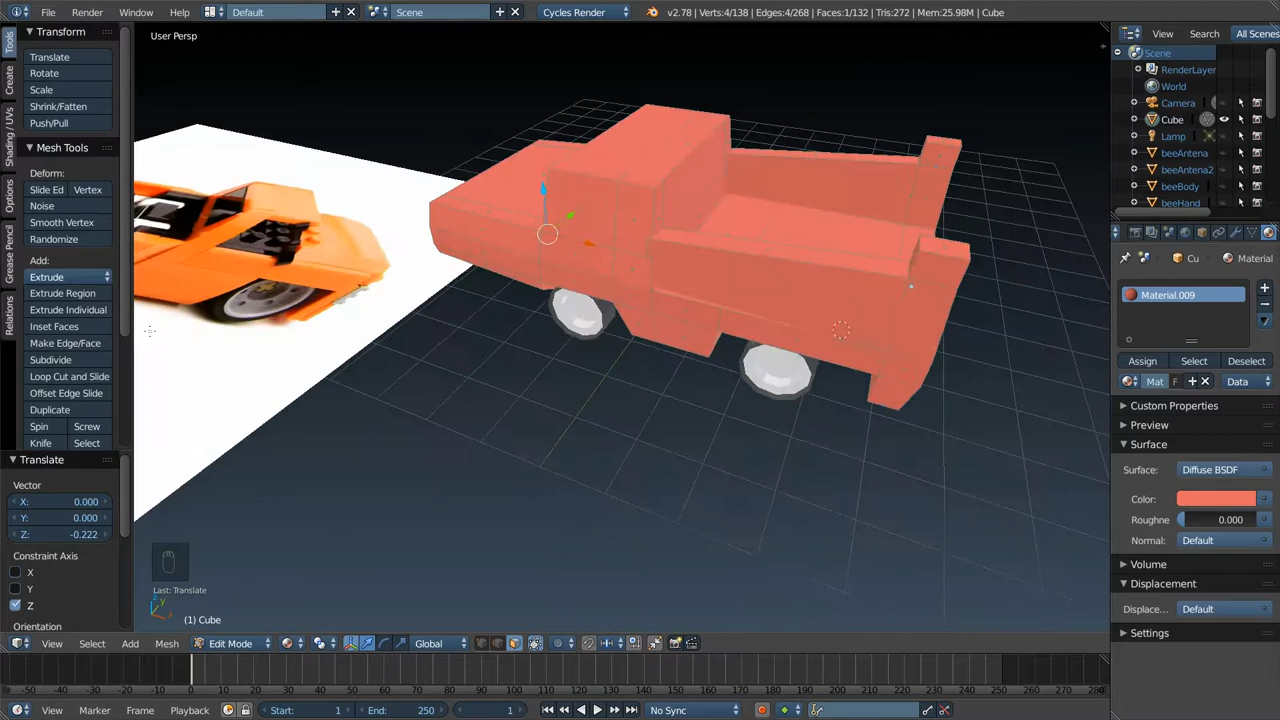 File Render Window Help Default Scene Cycles Render v2.78 | Verts:4/138 | Edges:4/268 | Faces:1/132 | Tris:272 | Mem:25.98M | Cube
Transform
Translate
Rotate
Scale
Shrink/Fatten
Push/Pull
Mesh Tools
Deform:
Slide Ed Vertex
Noise
Smooth Vertex
Randomize
Add:
Extrude
Extrude Region
Extrude Individual
Inset Faces
Make Edge/Face
Subdivide
Loop Cut and Slide
Offset Edge Slide
Duplicate
Spin Screw
Knife Select
Tools
Create
Shading / UVs
Options
Grease Pencil
Relations
Translate
Vector
X: 0.000
Y: 0.000
Z: -0.222
Constraint Axis
X
Y
Z
Orientation
User Persp
Last: Translate
(1) Cube
View Search All Scenes
Scene
RenderLayer
World
Camera
Cube
Lamp
beeAntena
beeAntena2
beeBody
beeHand
Cu Material
Material.009
Assign Select Deselect
Mat F Data
Custom Properties
Preview
Surface
Surface: Diffuse BSDF
Color:
Roughne 0.000
Normal: Default
Volume
Displacement
Displace... Default
Settings
View Select Add Mesh Edit Mode Global
-50 -40 -30 -20 -10 0 10 20 30 40 50 60 70 80 90 100 110 120 130 140 150 160 170 180 190 200 210 220 230 240 250 260 270 280
View Marker Frame Playback Start: 1 End: 250 1 No Sync